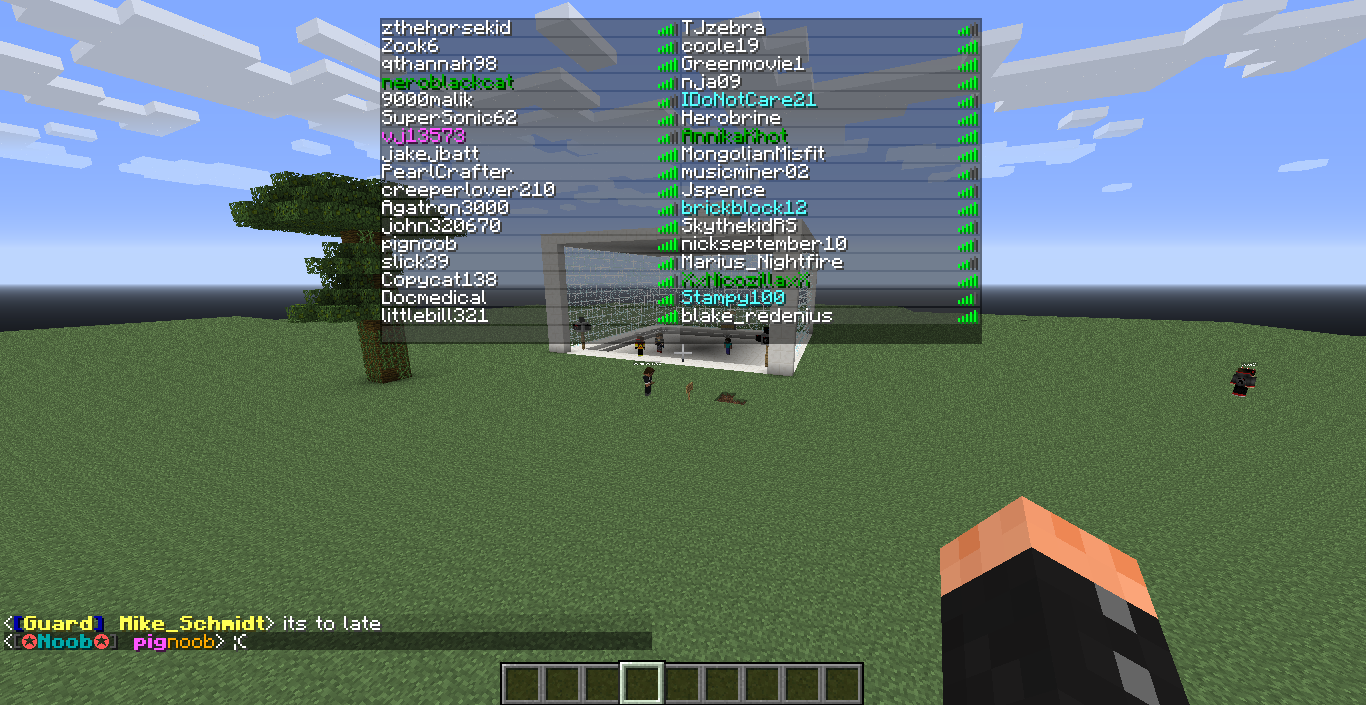 zthehorsekid TJzebra
Zook6 coole19
qthannah98 Greenmovie1
neroblackcat nja09
9000malik IDoNotCare21
SuperSonic62 Herobrine
vj13573 AnnikaKhot
jakejbatt MongolianMisfit
PearlCrafter musicminer02
creeperlover210 Jspence
Agatron3000 brickblock12
john320670 SkythekidRS
pignoob nickseptember10
slick39 Marius_Nightfire
Copycat138 XxNicozillaxX
Docmedical Stampy100
littlebill321 blake_redenius
<[Guard] Mike_Schmidt> its to late
<[✪Noob✪] pignoob> ;(